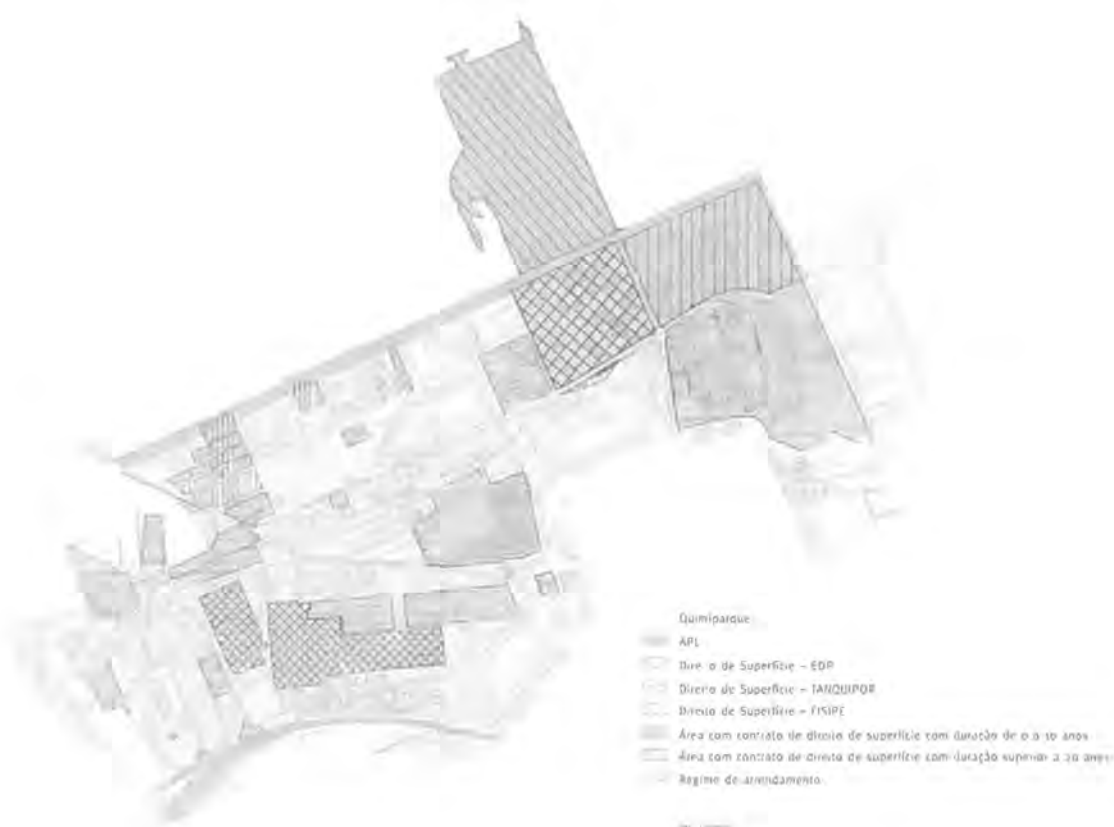 Quimiparque
APL
Direito de Superfície – EDP
Direito de Superfície – TANQUIPOR
Direito de Superfície – FISIPE
Área com contrato de direito de superfície com duração de 0 a 10 anos
Área com contrato de direito de superfície com duração superior a 20 anos
Regime de arrendamento